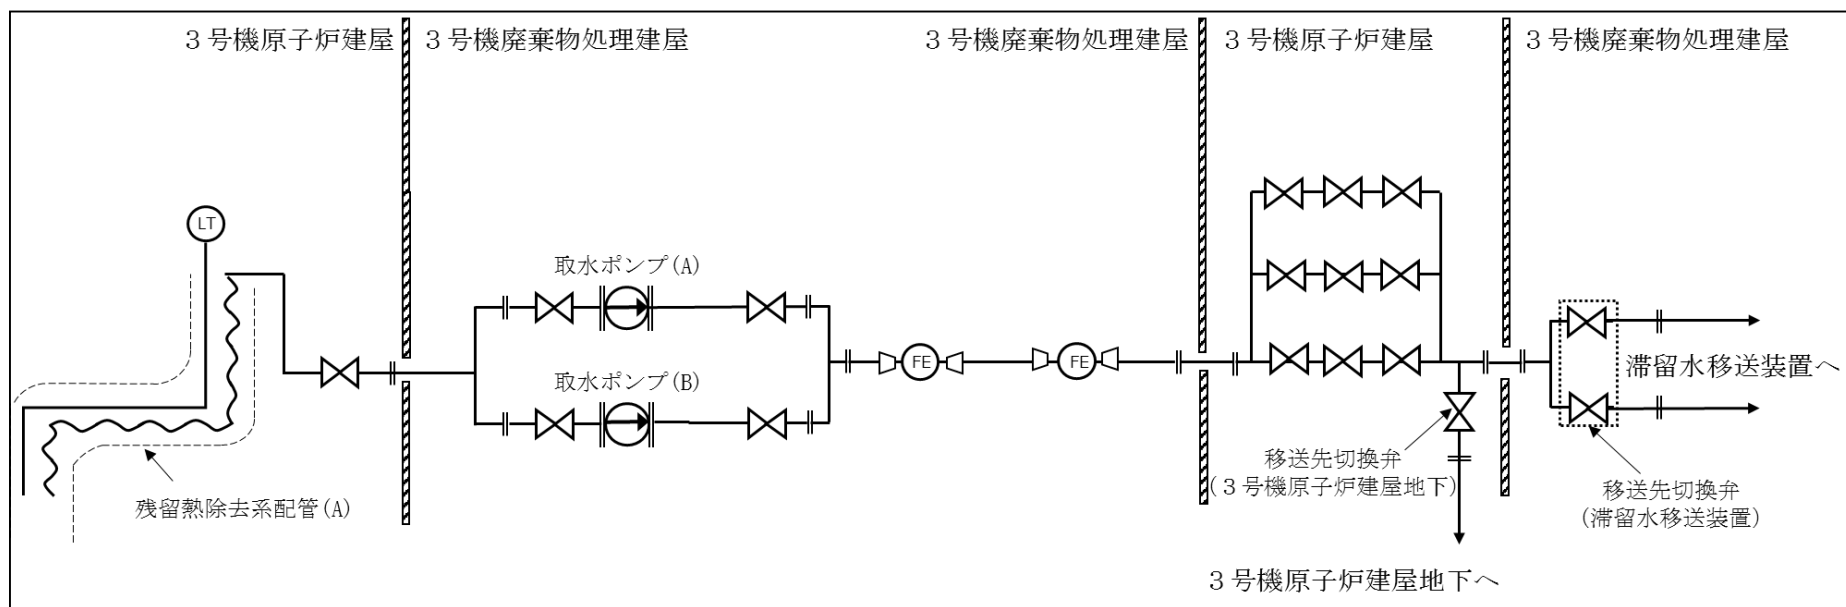 ３号機原子炉建屋
３号機廃棄物処理建屋
３号機廃棄物処理建屋
３号機原子炉建屋
３号機廃棄物処理建屋
LT
取水ポンプ(A)
取水ポンプ(B)
FE
FE
滞留水移送装置へ
移送先切換弁
(３号機原子炉建屋地下)
移送先切換弁
(滞留水移送装置)
残留熱除去系配管(A)
３号機原子炉建屋地下へ